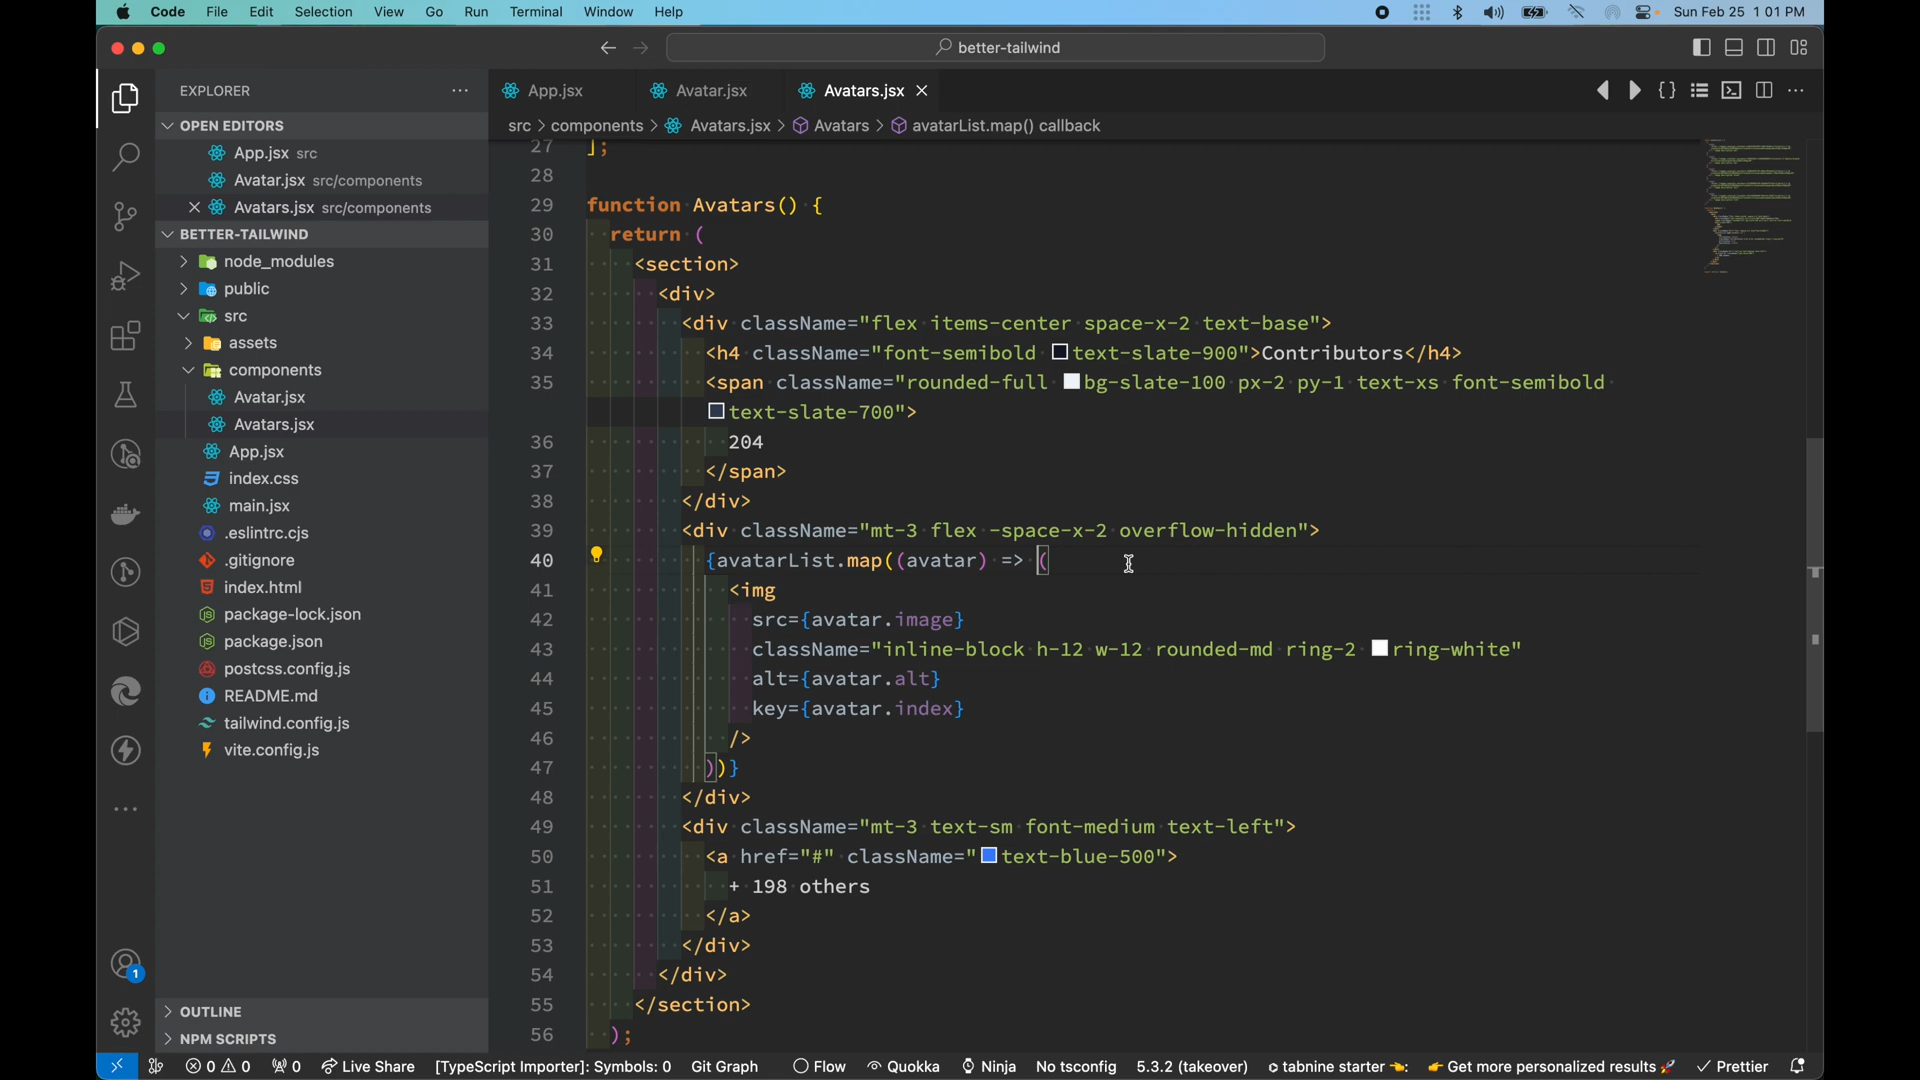 Code File Edit Selection View Go Run Terminal Window Help Sun Feb 25 1 01 PM
better-tailwind
EXPLORER
OPEN EDITORS
App.jsx src
Avatar.jsx src/components
Avatars.jsx src/components
BETTER-TAILWIND
node_modules
public
src
assets
components
Avatar.jsx
Avatars.jsx
App.jsx
index.css
main.jsx
.eslintrc.cjs
.gitignore
index.html
package-lock.json
package.json
postcss.config.js
README.md
tailwind.config.js
vite.config.js
1
OUTLINE
NPM SCRIPTS
App.jsx Avatar.jsx Avatars.jsx
src > components > Avatars.jsx > Avatars > avatarList.map() callback
27 ];
28
29 function Avatars() {
30 return (
31 <section>
32 <div>
33 <div className="flex items-center space-x-2 text-base">
34 <h4 className="font-semibold text-slate-900">Contributors</h4>
35 <span className="rounded-full bg-slate-100 px-2 py-1 text-xs font-semibold
text-slate-700">
36 204
37 </span>
38 </div>
39 <div className="mt-3 flex -space-x-2 overflow-hidden">
40 {avatarList.map((avatar) => (
41 <img
42 src={avatar.image}
43 className="inline-block h-12 w-12 rounded-md ring-2 ring-white"
44 alt={avatar.alt}
45 key={avatar.index}
46 />
47 ))}
48 </div>
49 <div className="mt-3 text-sm font-medium text-left">
50 <a href="#" className="text-blue-500">
51 + 198 others
52 </a>
53 </div>
54 </div>
55 </section>
56 );
0 0 0 Live Share [TypeScript Importer]: Symbols: 0 Git Graph Flow Quokka Ninja No tsconfig 5.3.2 (takeover) tabnine starter Get more personalized results Prettier